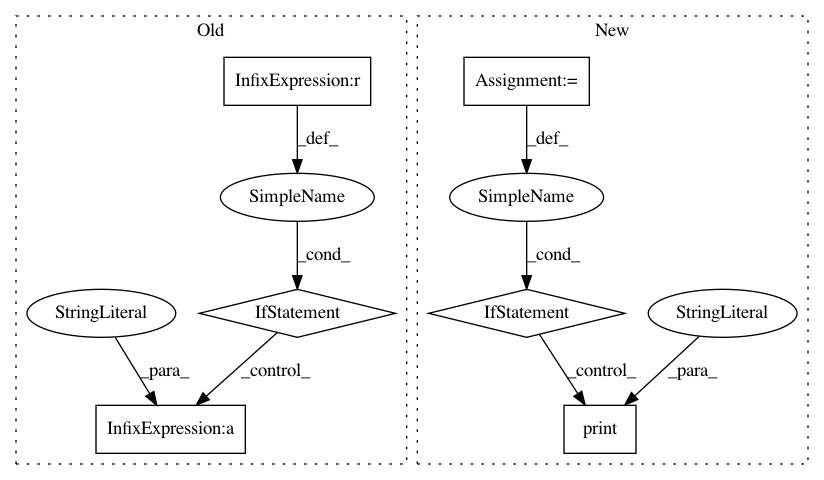 Old
New
InfixExpression:r
Assignment:=
_def_
_def_
SimpleName
SimpleName
_cond_
_cond_
StringLiteral
IfStatement
IfStatement
StringLiteral
_para_
_control_
_control_
_para_
InfixExpression:a
print